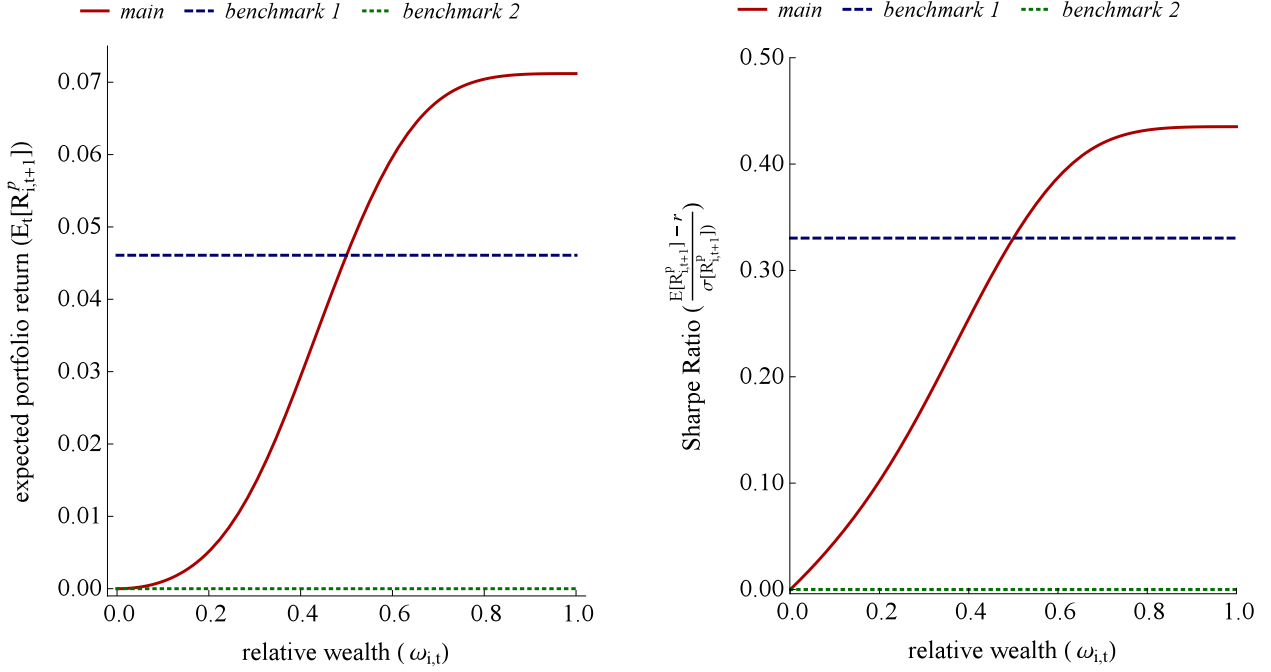 main benchmark 1 benchmark 2
expected portfolio return (E_t[R^p_{i,t+1}])
0.07
0.06
0.05
0.04
0.03
0.02
0.01
0.00
0.0 0.2 0.4 0.6 0.8 1.0
relative wealth ( ω_{i,t})
main benchmark 1 benchmark 2
Sharpe Ratio ( \frac{E[R^p_{i,t+1}] − r}{σ[R^p_{i,t+1}])} )
0.50
0.40
0.30
0.20
0.10
0.00
0.0 0.2 0.4 0.6 0.8 1.0
relative wealth ( ω_{i,t})